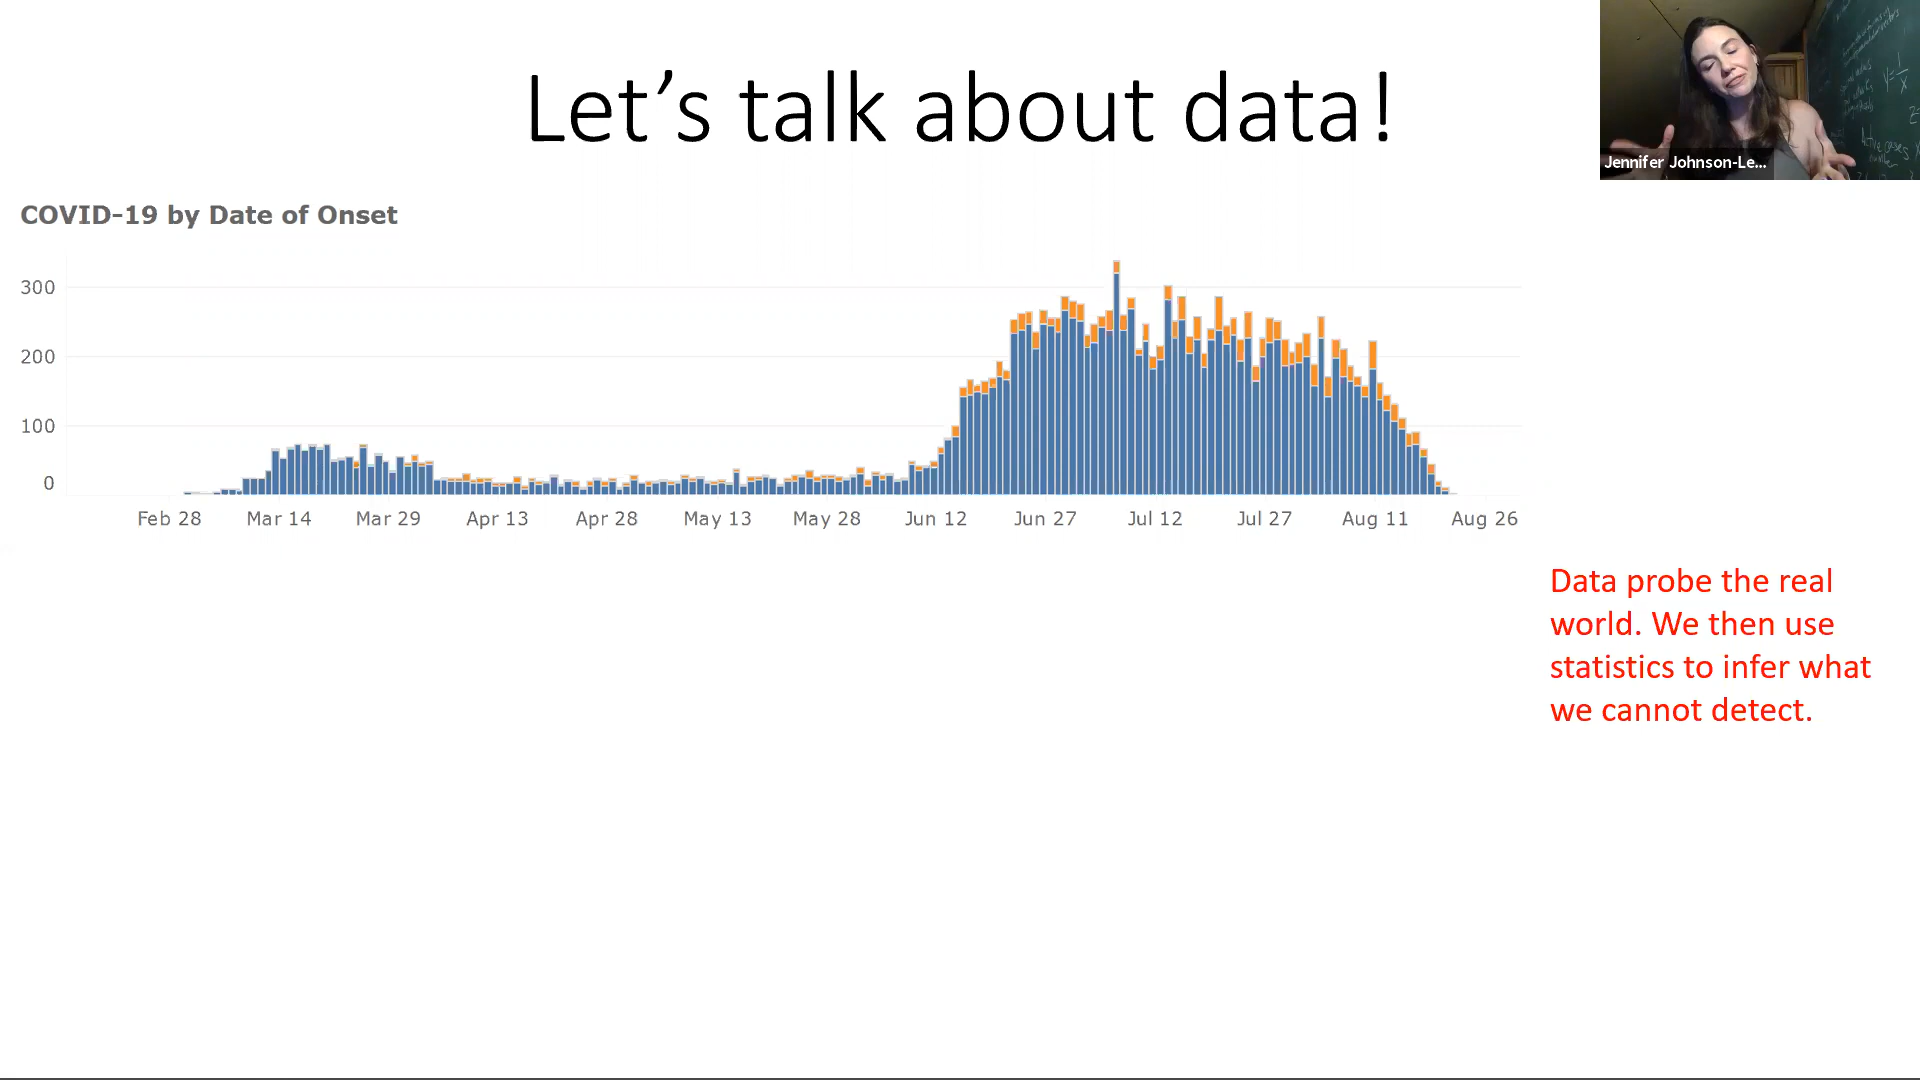 Let’s talk about data!
Jennifer Johnson-Le...
COVID-19 by Date of Onset
300
200
100
0
Feb 28 Mar 14 Mar 29 Apr 13 Apr 28 May 13 May 28 Jun 12 Jun 27 Jul 12 Jul 27 Aug 11 Aug 26
Data probe the real
world. We then use
statistics to infer what
we cannot detect.